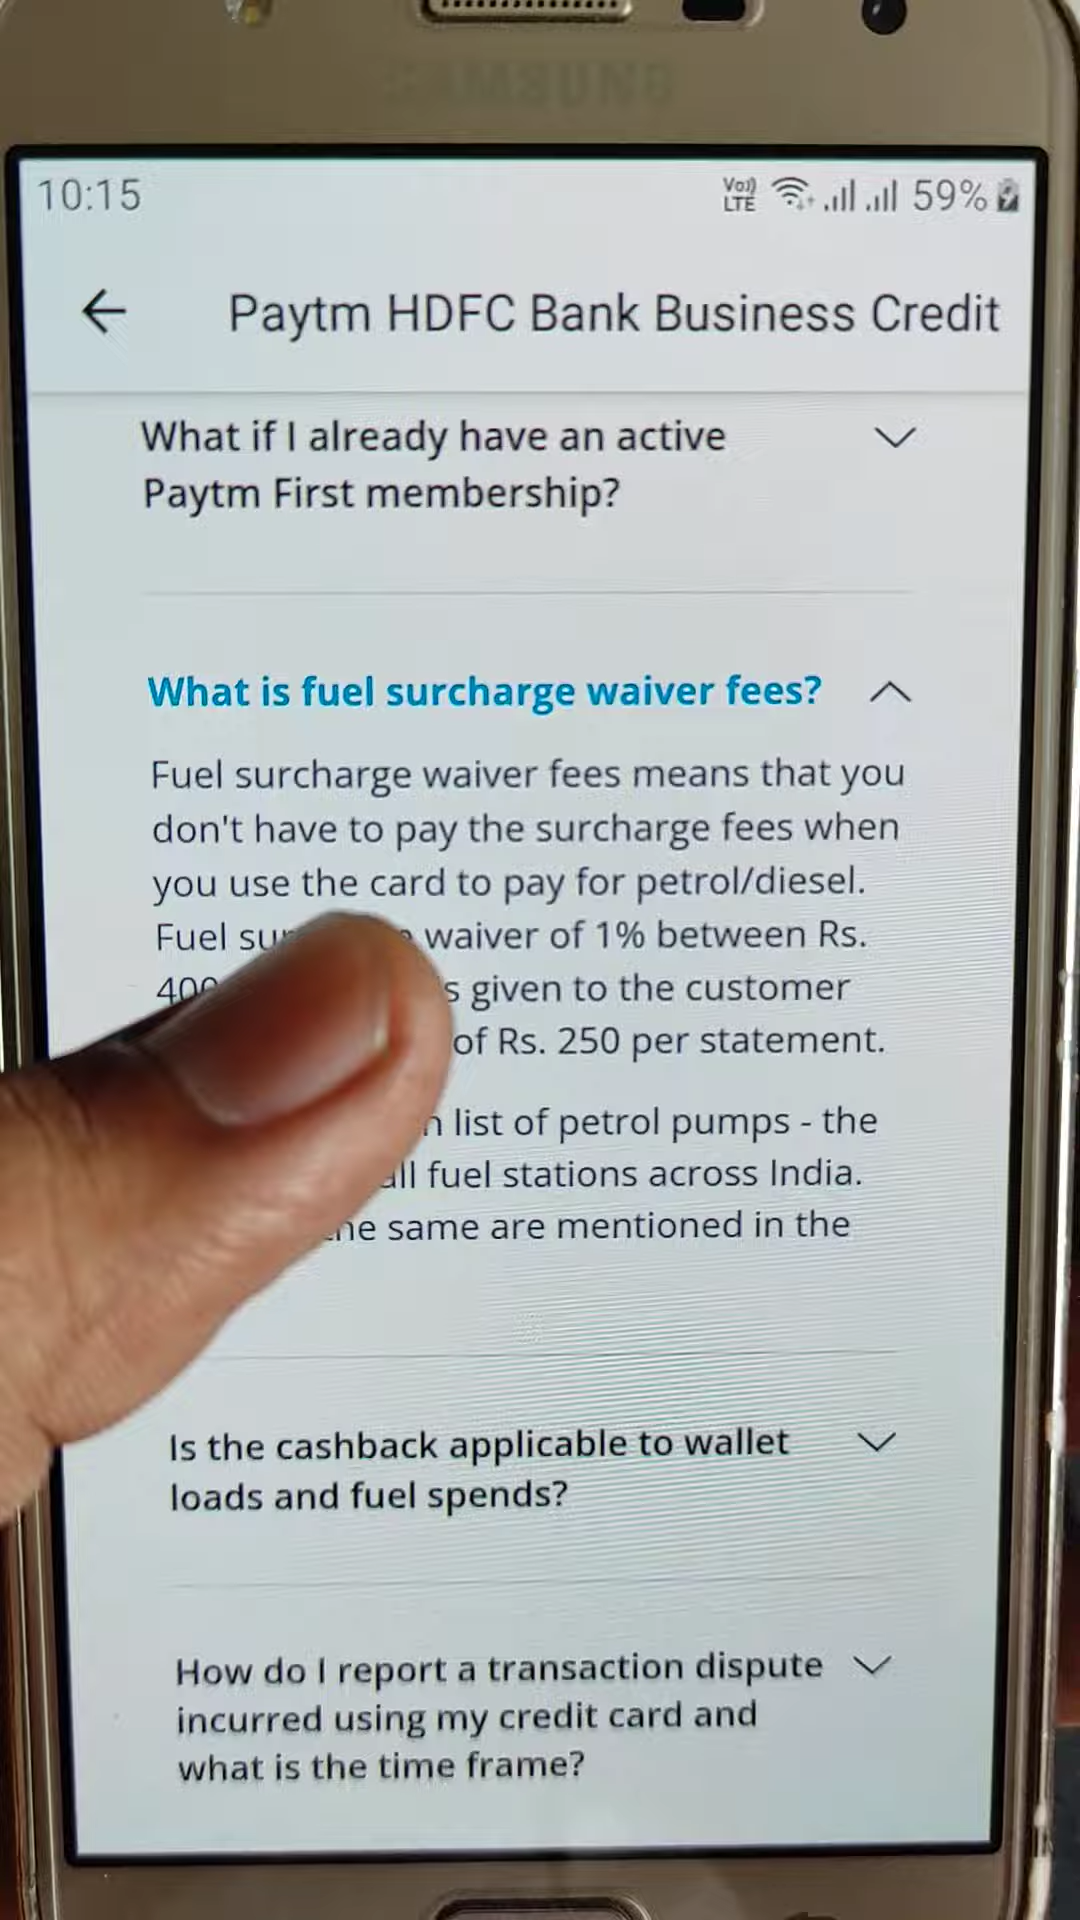 SAMSUNG
10:15
Vo)) LTE 59%
Paytm HDFC Bank Business Credit
What if I already have an active
Paytm First membership?
What is fuel surcharge waiver fees?
Fuel surcharge waiver fees means that you
don't have to pay the surcharge fees when
you use the card to pay for petrol/diesel.
Fuel waiver of 1% between Rs.
given to the customer
of Rs. 250 per statement.
list of petrol pumps - the
fuel stations across India.
same are mentioned in the
Is the cashback applicable to wallet
loads and fuel spends?
How do I report a transaction dispute
incurred using my credit card and
what is the time frame?